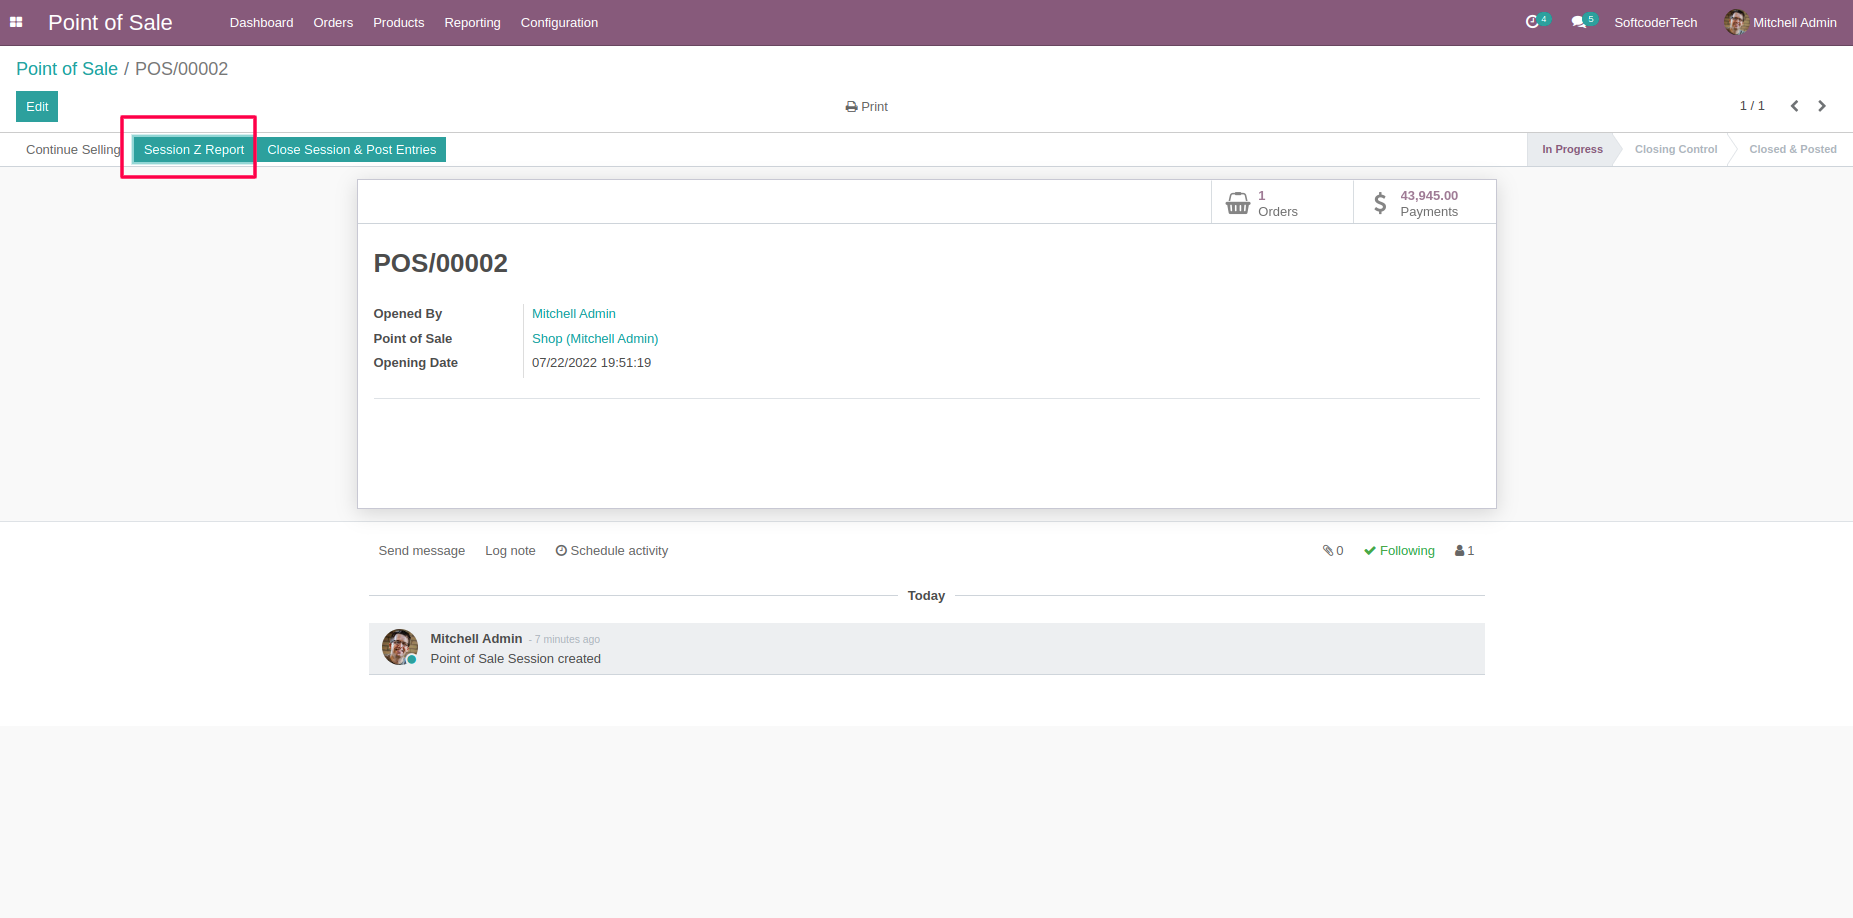 Point of Sale Dashboard Orders Products Reporting Configuration 4 5 SoftcoderTech Mitchell Admin
Point of Sale / POS/00002
Edit Print 1 / 1
Continue Selling Session Z Report Close Session & Post Entries In Progress Closing Control Closed & Posted
1
Orders
43,945.00
Payments
POS/00002
Opened By Mitchell Admin
Point of Sale Shop (Mitchell Admin)
Opening Date 07/22/2022 19:51:19
Send message Log note Schedule activity 0 Following 1
Today
Mitchell Admin - 7 minutes ago
Point of Sale Session created